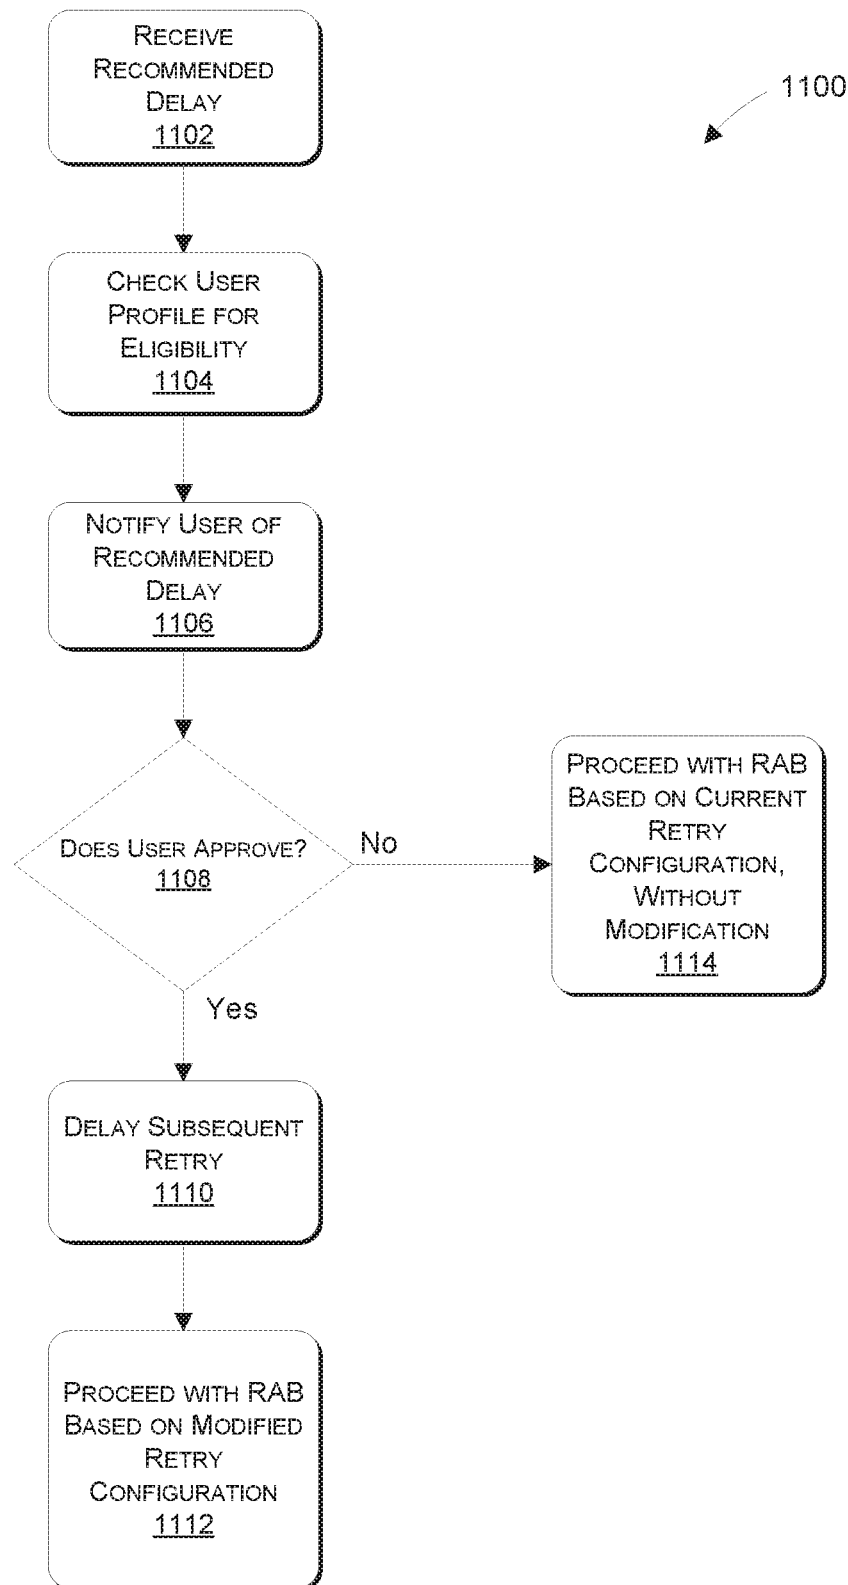 RECEIVE
RECOMMENDED
DELAY
1102
1100
CHECK USER
PROFILE FOR
ELIGIBILITY
1104
NOTIFY USER OF
RECOMMENDED
DELAY
1106
DOES USER APPROVE?
1108
No
PROCEED WITH RAB
BASED ON CURRENT
RETRY
CONFIGURATION,
WITHOUT
MODIFICATION
1114
Yes
DELAY SUBSEQUENT
RETRY
1110
PROCEED WITH RAB
BASED ON MODIFIED
RETRY
CONFIGURATION
1112